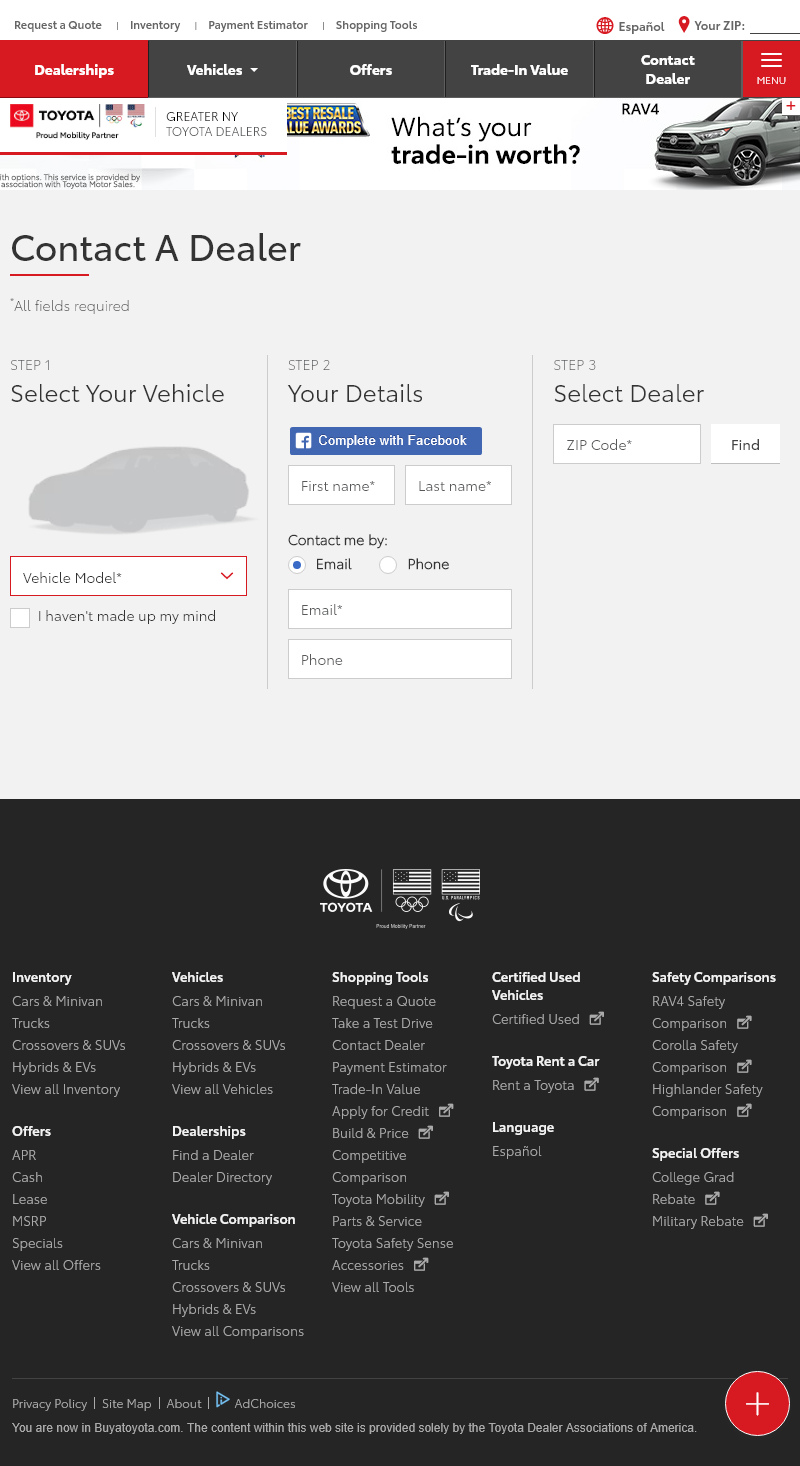 Request a Quote | Inventory | Payment Estimator | Shopping Tools
Español
Your ZIP:
Dealerships
Vehicles
Offers
Trade-In Value
Contact
Dealer
MENU
TOYOTA
Proud Mobility Partner
GREATER NY
TOYOTA DEALERS
BEST RESALE
LUE AWARDS
What's your
trade-in worth?
RAV4
ith options. This service is provided by
association with Toyota Motor Sales.
Contact A Dealer
*All fields required
STEP 1
Select Your Vehicle
Vehicle Model*
I haven't made up my mind
STEP 2
Your Details
Complete with Facebook
First name*
Last name*
Contact me by:
Email
Phone
Email*
Phone
STEP 3
Select Dealer
ZIP Code*
Find
TOYOTA
U.S. PARALYMPICS
Proud Mobility Partner
Inventory
Cars & Minivan
Trucks
Crossovers & SUVs
Hybrids & EVs
View all Inventory
Offers
APR
Cash
Lease
MSRP
Specials
View all Offers
Vehicles
Cars & Minivan
Trucks
Crossovers & SUVs
Hybrids & EVs
View all Vehicles
Dealerships
Find a Dealer
Dealer Directory
Vehicle Comparison
Cars & Minivan
Trucks
Crossovers & SUVs
Hybrids & EVs
View all Comparisons
Shopping Tools
Request a Quote
Take a Test Drive
Contact Dealer
Payment Estimator
Trade-In Value
Apply for Credit
Build & Price
Competitive
Comparison
Toyota Mobility
Parts & Service
Toyota Safety Sense
Accessories
View all Tools
Certified Used
Vehicles
Certified Used
Toyota Rent a Car
Rent a Toyota
Language
Español
Safety Comparisons
RAV4 Safety
Comparison
Corolla Safety
Comparison
Highlander Safety
Comparison
Special Offers
College Grad
Rebate
Military Rebate
Privacy Policy | Site Map | About | AdChoices
You are now in Buyatoyota.com. The content within this web site is provided solely by the Toyota Dealer Associations of America.